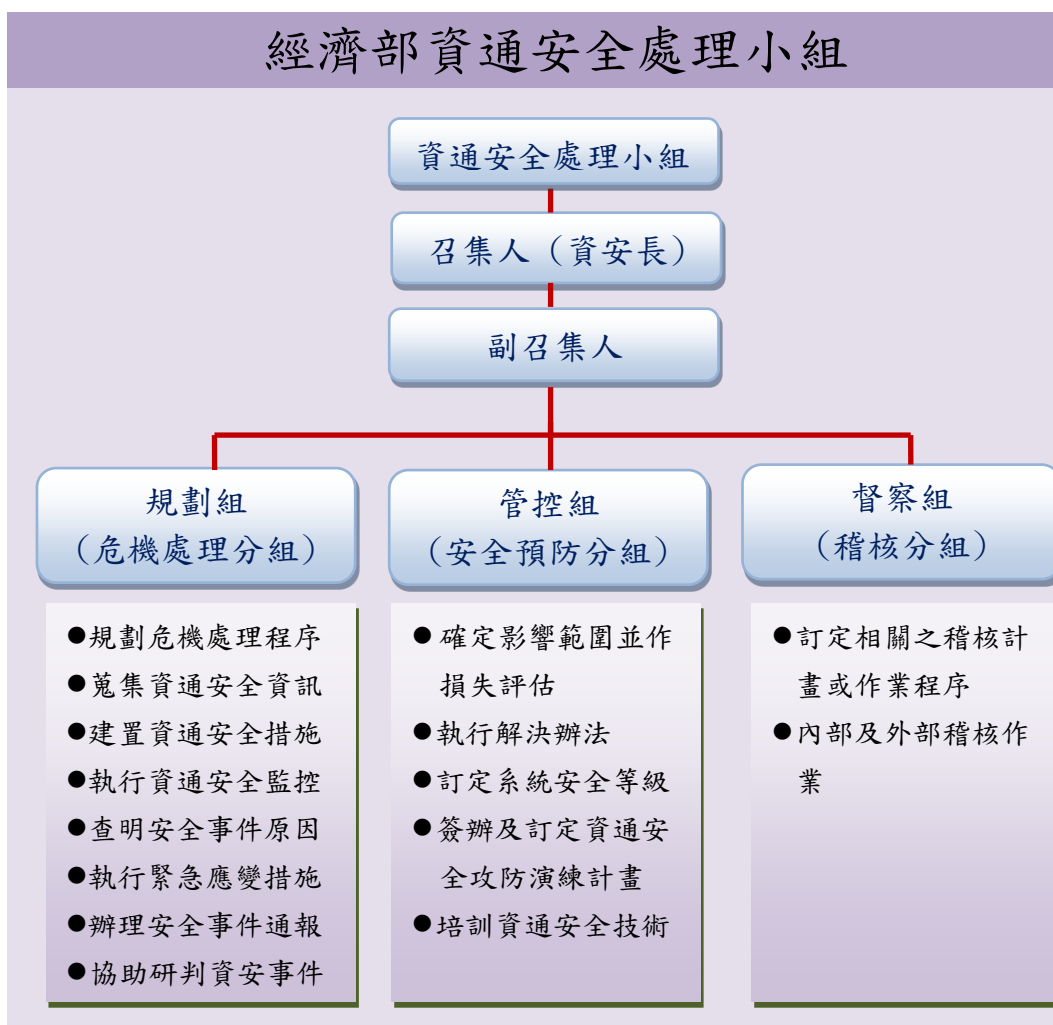 經濟部資通安全處理小組
資通安全處理小組
召集人（資安長）
副召集人
規劃組
（危機處理分組）
●規劃危機處理程序
●蒐集資通安全資訊
●建置資通安全措施
●執行資通安全監控
●查明安全事件原因
●執行緊急應變措施
●辦理安全事件通報
●協助研判資安事件
管控組
（安全預防分組）
●確定影響範圍並作
損失評估
●執行解決辦法
●訂定系統安全等級
●簽辦及訂定資通安
全攻防演練計畫
●培訓資通安全技術
督察組
（稽核分組）
●訂定相關之稽核計
畫或作業程序
●內部及外部稽核作
業